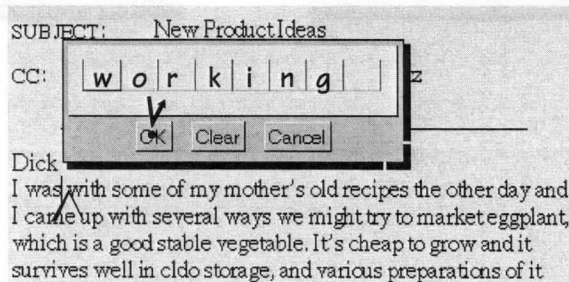 SUBJECT: New Product Ideas
CC: z
working
OK Clear Cancel
Dick
I was with some of my mother's old recipes the other day and
I came up with several ways we might try to market eggplant,
which is a good stable vegetable. It's cheap to grow and it
survives well in cldo storage, and various preparations of it